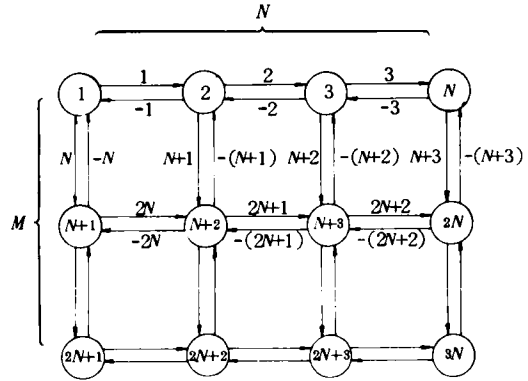 N
1 2 3
1 2 3 N
-1 -2 -3
M
N -N N+1 -(N+1) N+2 -(N+2) N+3 -(N+3)
2N 2N+1 2N+2
N+1 N+2 N+3 2N
-2N -(2N+1) -(2N+2)
2N+1 2N+2 2N+3 3N